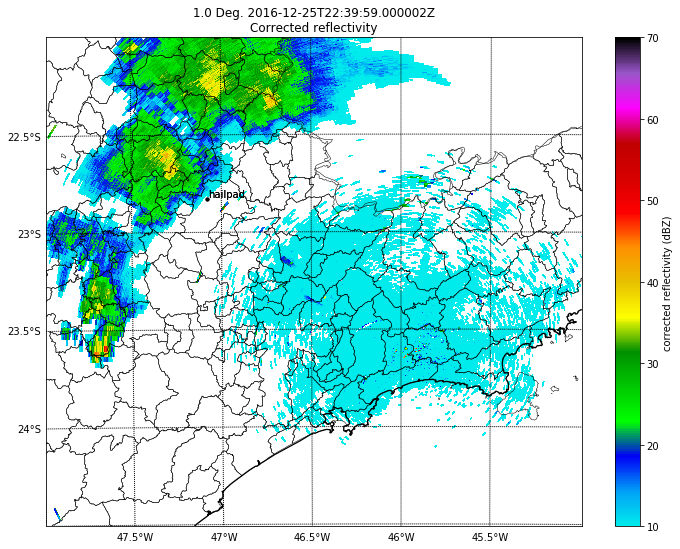 1.0 Deg. 2016-12-25T22:39:59.000002Z
Corrected reflectivity
22.5°S
23°S
23.5°S
24°S
hailpad
47.5°W
47°W
46.5°W
46°W
45.5°W
70
60
50
40
30
20
10
corrected reflectivity (dBZ)